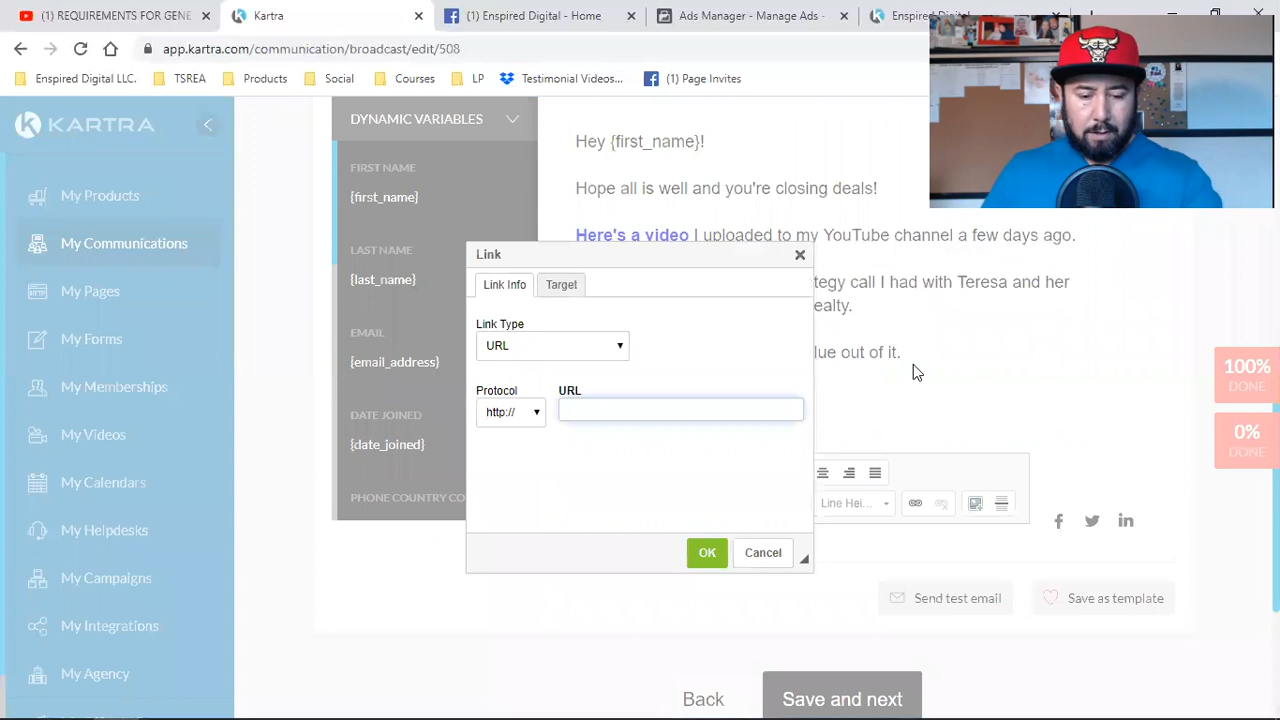 (1) REQUIREMENTS FOR GENE
Kartra
Enspired Digital - Home
Ads Manager - Manage Ads -
Enspired Digital
app.kartra.com/communication/broadcast/edit/508
Enspired Digital LLC.
TSREA
Product
Social
Courses
LP
Testimonial Videos...
(1) Page Invites
KARTRA
My Products
My Communications
My Pages
My Forms
My Memberships
My Videos
My Calendars
My Helpdesks
My Campaigns
My Integrations
My Agency
DYNAMIC VARIABLES
FIRST NAME
{first_name}
LAST NAME
{last_name}
EMAIL
{email_address}
DATE JOINED
{date_joined}
PHONE COUNTRY CO
Hey {first_name}!
Hope all is well and you're closing deals!
Here's a video I uploaded to my YouTube channel a few days ago.
tegy call I had with Teresa and her
ealty.
lue out of it.
Link
Link Info
Target
Link Type
URL
Protocol
URL
http://
OK
Cancel
Line Hei...
100%
DONE
0%
DONE
Send test email
Save as template
Back
Save and next